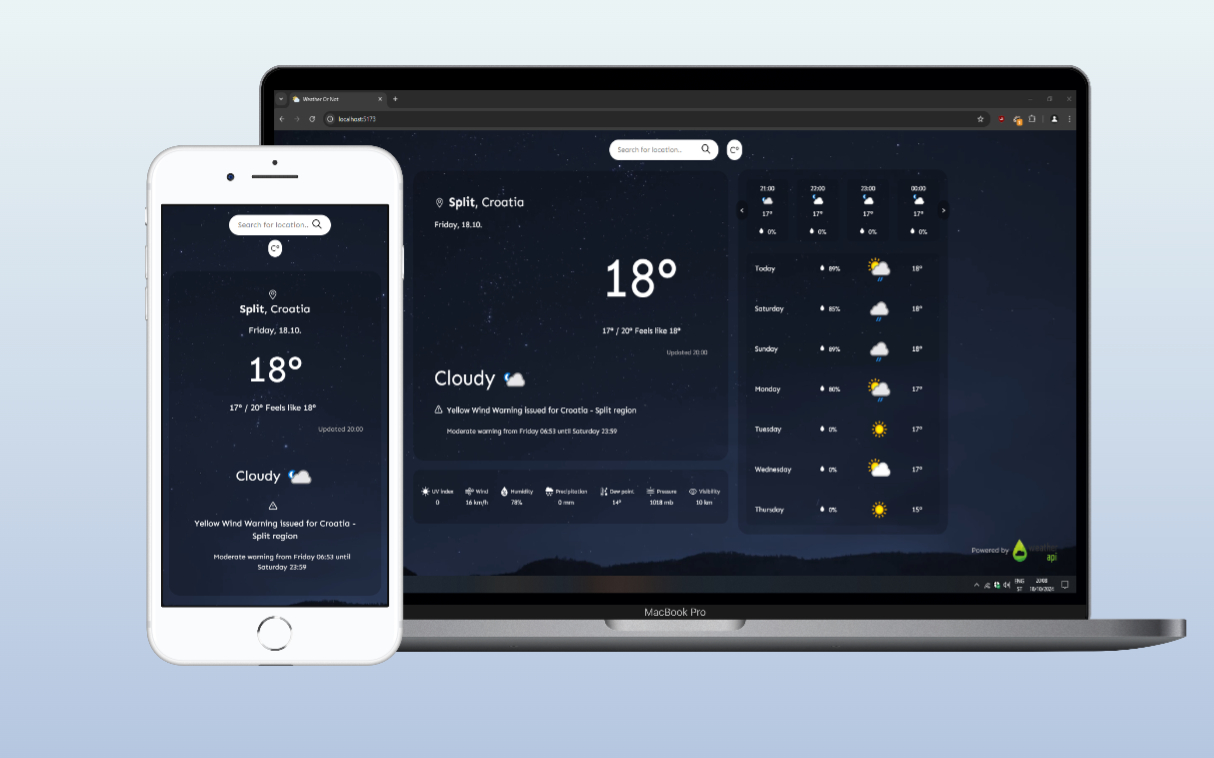 Weather Or Not
localhost:5173
Search for location..
C°
Split, Croatia
Friday, 18.10.
18°
17° / 20° Feels like 18°
Updated 20:00
Cloudy
Yellow Wind Warning issued for Croatia -
Split region
Moderate warning from Friday 06:53 until
Saturday 23:59
Search for location..
C°
Split, Croatia
Friday, 18.10.
18°
17° / 20° Feels like 18°
Updated 20:00
Cloudy
Yellow Wind Warning issued for Croatia - Split region
Moderate warning from Friday 06:53 until Saturday 23:59
UV index Wind Humidity Precipitation Dew point Pressure Visibility
0 16 km/h 78% 0 mm 14° 1018 mb 10 km
21:00 22:00 23:00 00:00
17° 17° 17° 17°
0% 0% 0% 0%
Today 89% 18°
Saturday 85% 18°
Sunday 89% 18°
Monday 80% 17°
Tuesday 0% 17°
Wednesday 0% 17°
Thursday 0% 15°
Powered by weather
api
ENG 20:08
18/10/2024
MacBook Pro